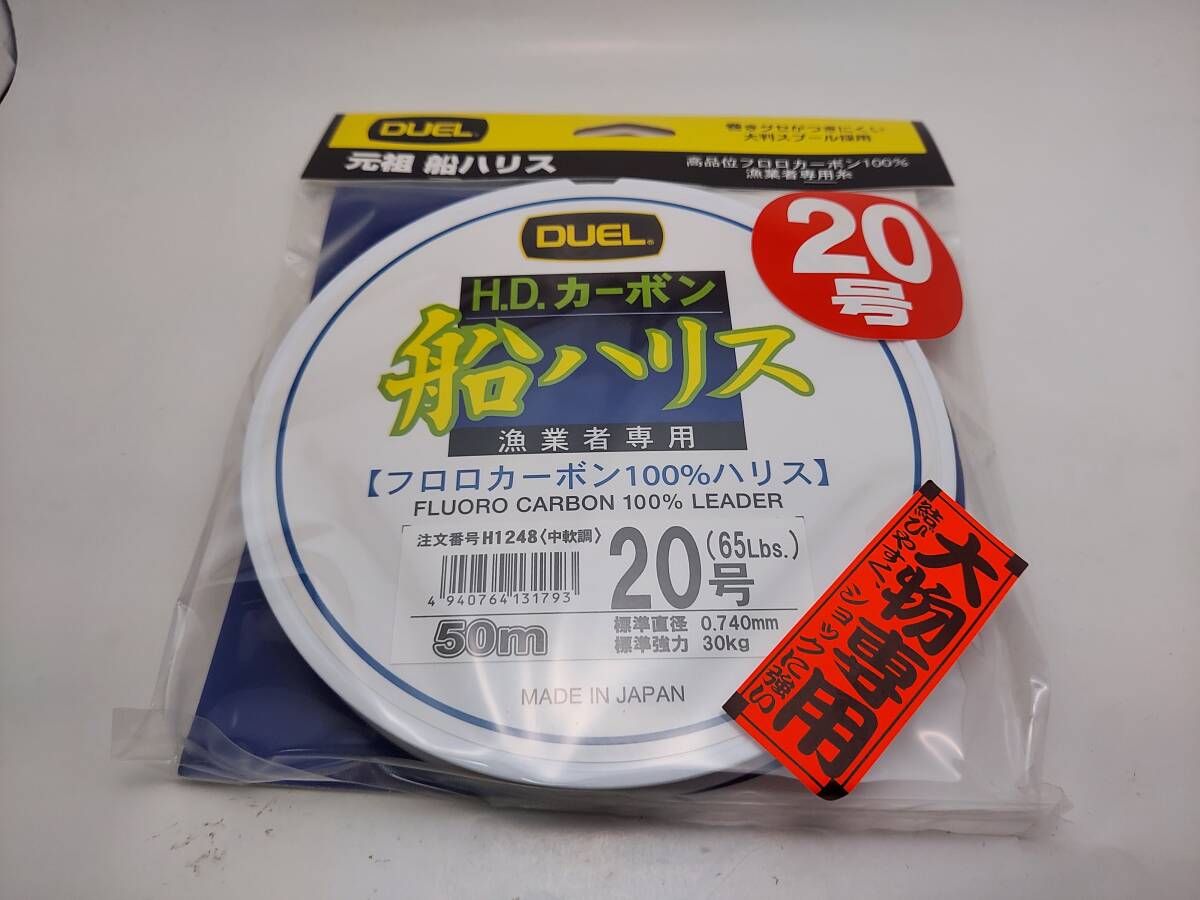 DUEL
元祖 船ハリス
巻きグセがつきにくい
大判スプール採用
高品位フロロカーボン100%
漁業者専用糸
DUEL®
20
号
H.D.カーボン
船ハリス
漁業者専用
【フロロカーボン100%ハリス】
FLUORO CARBON 100% LEADER
注文番号 H1248〈中軟調〉
4 940764 131793
20号
(65Lbs.)
50m
標準直径 0.740mm
標準強力 30kg
MADE IN JAPAN
結びやすく、
大物専用
ショックに強い